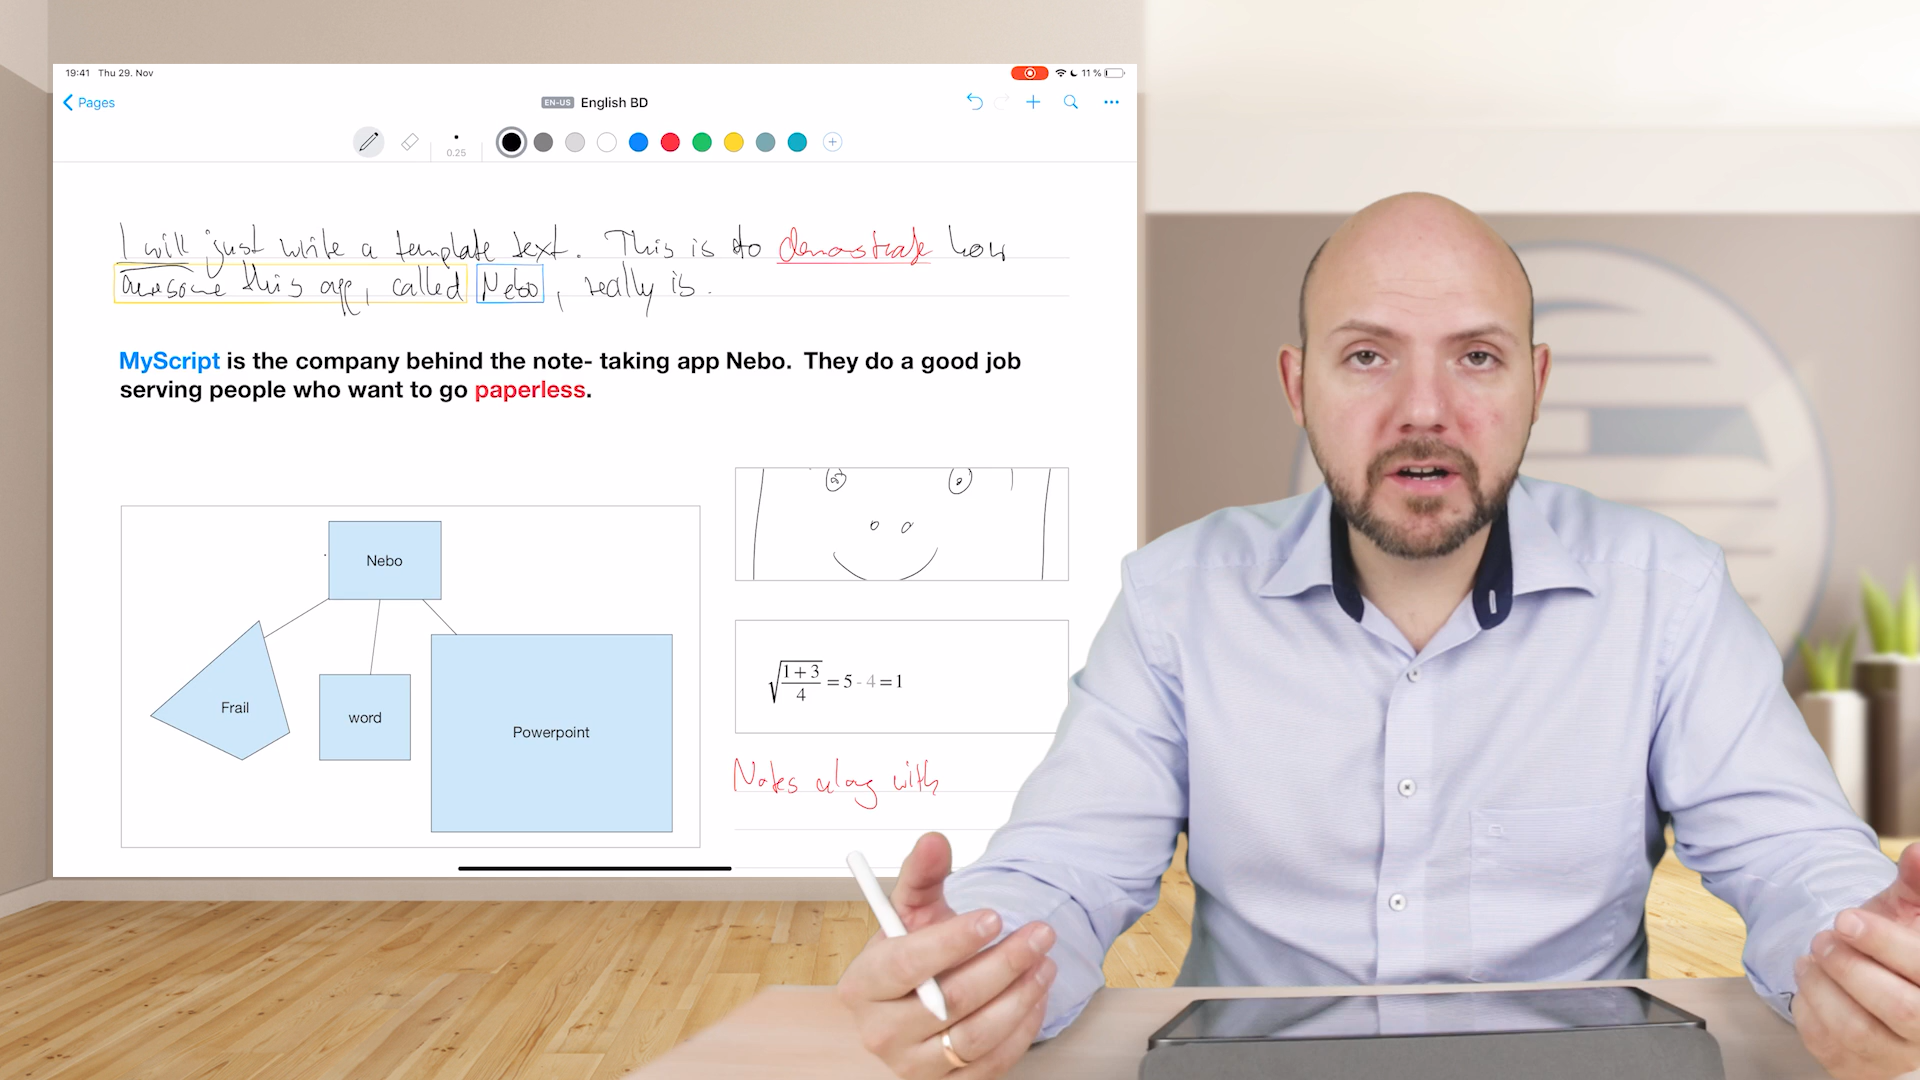 19:41 Thu 29. Nov 11 %
Pages EN-US English BD
0.25
I will just write a template text. This is to demostrate how
awesome this app, called Nebo, really is.
MyScript is the company behind the note- taking app Nebo. They do a good job
serving people who want to go paperless.
Nebo
Frail
word
Powerpoint
√((1+3)/4) = 5 - 4 = 1
Notes along with